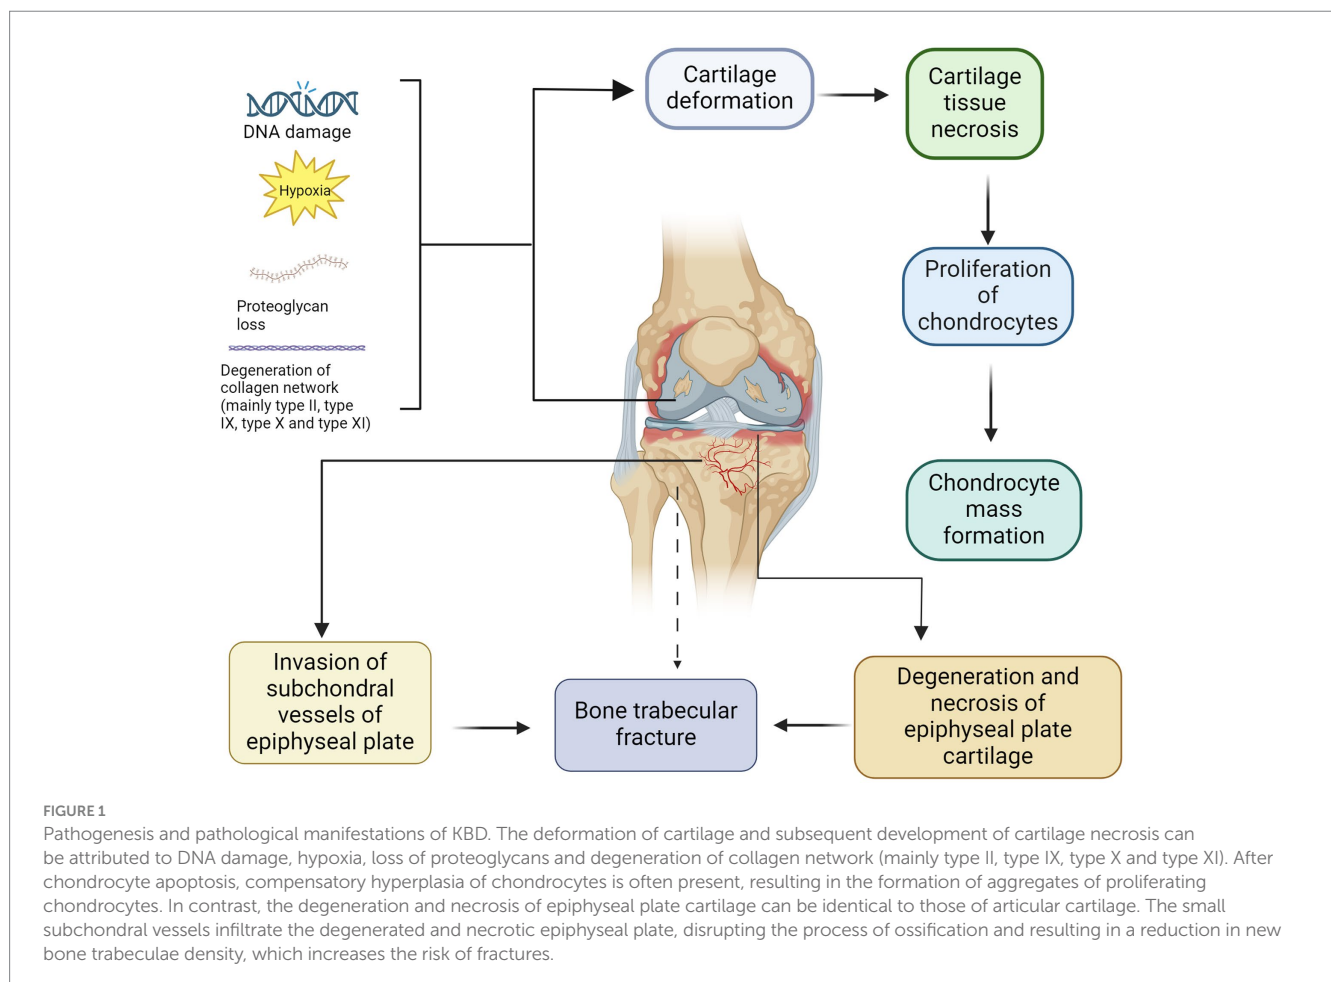 DNA damage
Hypoxia
Proteoglycan
loss
Degeneration of
collagen network
(mainly type II, type
IX, type X and type XI)
Cartilage
deformation
Cartilage
tissue
necrosis
Proliferation
of
chondrocytes
Chondrocyte
mass
formation
Invasion of
subchondral
vessels of
epiphyseal plate
Bone trabecular
fracture
Degeneration and
necrosis of
epiphyseal plate
cartilage
FIGURE 1
Pathogenesis and pathological manifestations of KBD. The deformation of cartilage and subsequent development of cartilage necrosis can
be attributed to DNA damage, hypoxia, loss of proteoglycans and degeneration of collagen network (mainly type II, type IX, type X and type XI). After
chondrocyte apoptosis, compensatory hyperplasia of chondrocytes is often present, resulting in the formation of aggregates of proliferating
chondrocytes. In contrast, the degeneration and necrosis of epiphyseal plate cartilage can be identical to those of articular cartilage. The small
subchondral vessels infiltrate the degenerated and necrotic epiphyseal plate, disrupting the process of ossification and resulting in a reduction in new
bone trabeculae density, which increases the risk of fractures.